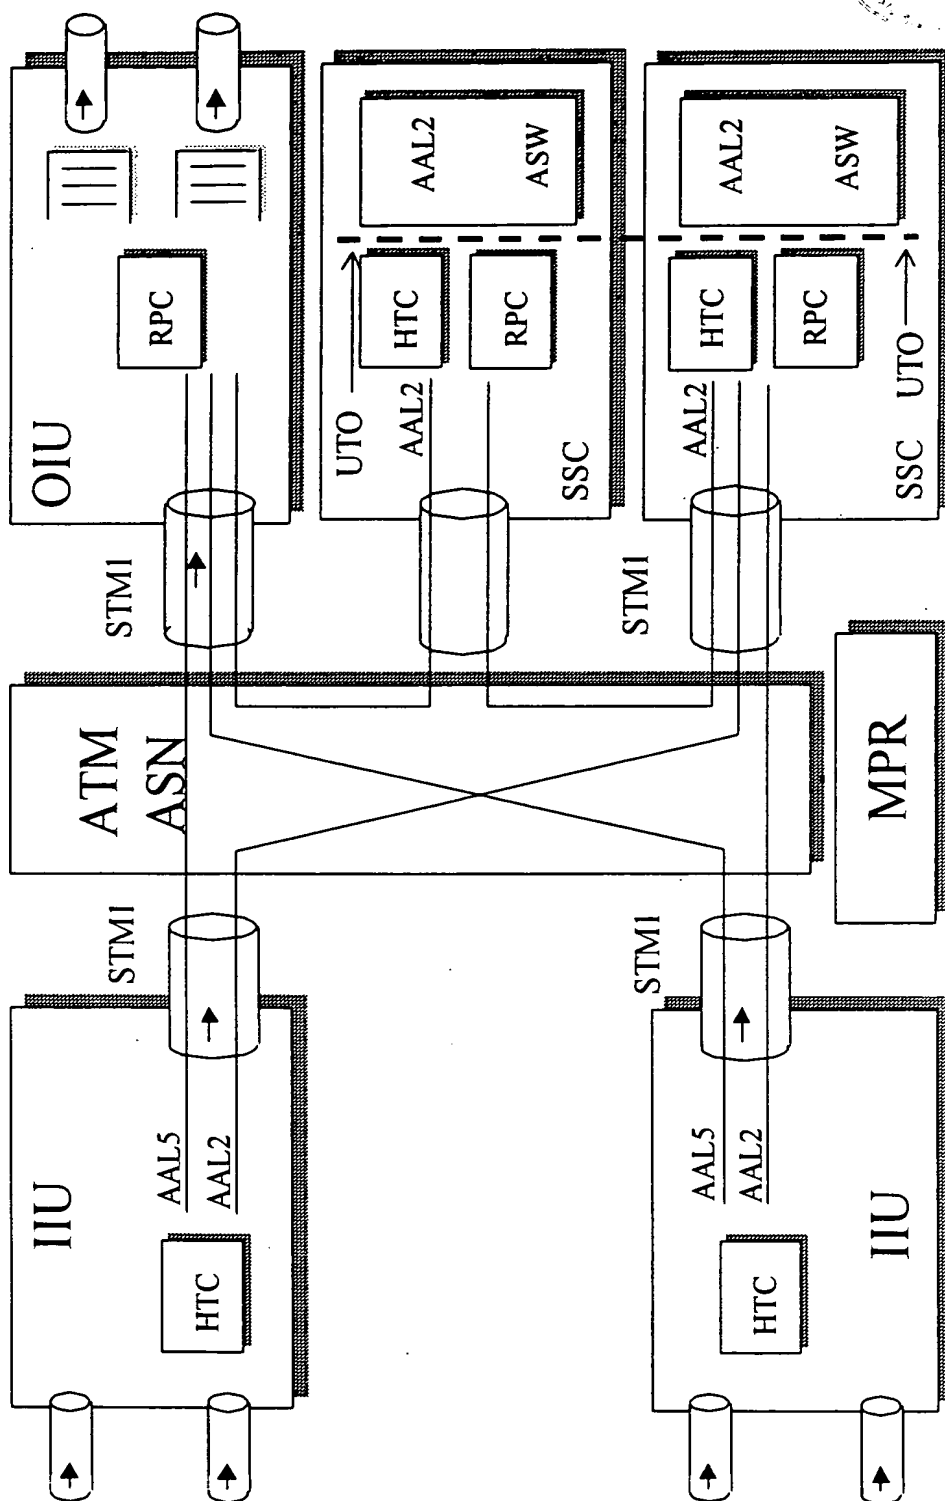 IIU
HTC
AAL5
AAL2
STM1
ATM
ASN
STM1
OIU
RPC
UTO
AAL2
HTC
RPC
SSC
AAL2
ASW
IIU
HTC
AAL5
AAL2
STM1
MPR
STM1
AAL2
HTC
RPC
SSC
UTO
AAL2
ASW